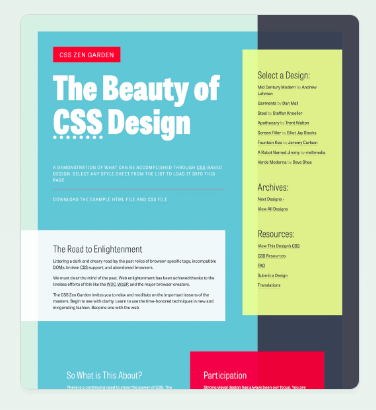 CSS ZEN GARDEN
The Beauty of
CSS Design
A DEMONSTRATION OF WHAT CAN BE ACCOMPLISHED THROUGH CSS-BASED
DESIGN. SELECT ANY STYLE SHEET FROM THE LIST TO LOAD IT INTO THIS
PAGE.
DOWNLOAD THE EXAMPLE HTML FILE AND CSS FILE
The Road to Enlightenment
Littering a dark and dreary road lay the past relics of browser-specific tags, incompatible
DOMs, broken CSS support, and abandoned browsers.
We must clear the mind of the past. Web enlightenment has been achieved thanks to the
tireless efforts of folk like the W3C, WaSP, and the major browser creators.
The CSS Zen Garden invites you to relax and meditate on the important lessons of the
masters. Begin to see with clarity. Learn to use the time-honored techniques in new and
invigorating fashion. Become one with the web.
So What is This About?
There is a continuing need to show the power of CSS. The
Participation
Strong visual design has always been our focus. You are
Select a Design:
Mid Century Modern by Andrew
Lohman
Garments by Dan Mall
Steel by Steffen Knoeller
Apothecary by Trent Walton
Screen Filler by Elliot Jay Stocks
Fountain Kiss by Jeremy Carlson
A Robot Named Jimmy by meltmedia
Verde Moderna by Dave Shea
Archives:
Next Designs ›
View All Designs
Resources:
View This Design's CSS
CSS Resources
FAQ
Submit a Design
Translations